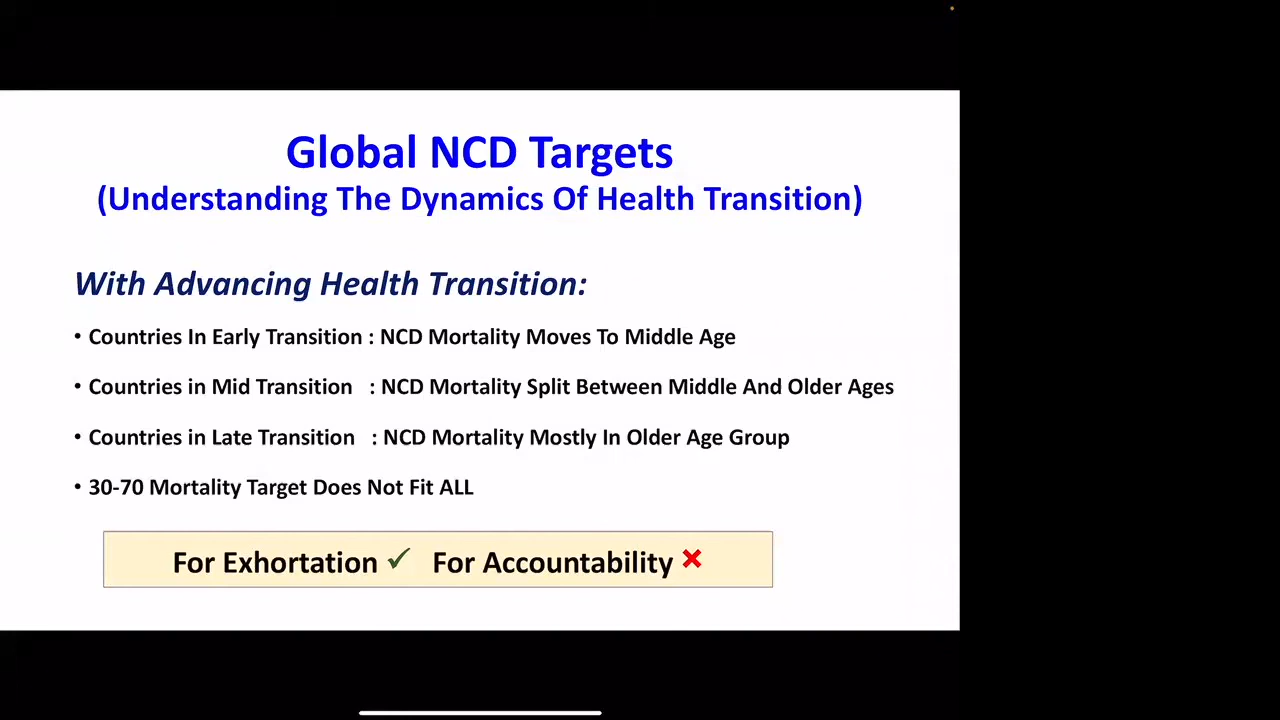 Global NCD Targets
(Understanding The Dynamics Of Health Transition)
With Advancing Health Transition:
• Countries In Early Transition : NCD Mortality Moves To Middle Age
• Countries in Mid Transition : NCD Mortality Split Between Middle And Older Ages
• Countries in Late Transition : NCD Mortality Mostly In Older Age Group
• 30-70 Mortality Target Does Not Fit ALL
For Exhortation ✓ For Accountability ✖